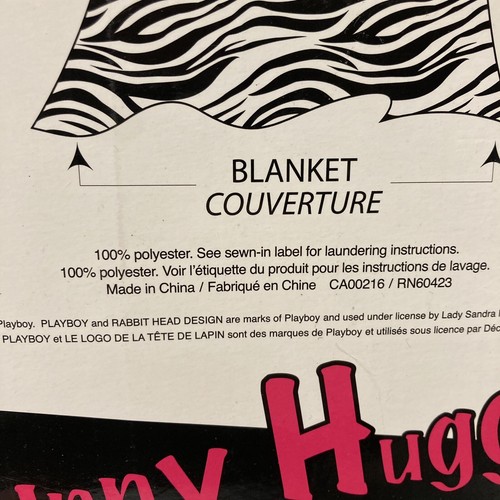 BLANKET
COUVERTURE
100% polyester. See sewn-in label for laundering instructions.
100% polyester. Voir l'étiquette du produit pour les instructions de lavage.
Made in China / Fabriqué en Chine CA00216 / RN60423
Playboy. PLAYBOY and RABBIT HEAD DESIGN are marks of Playboy and used under license by Lady Sandra
PLAYBOY et LE LOGO DE LA TÊTE DE LAPIN sont des marques de Playboy et utilisés sous licence par Déc
nny Hugg